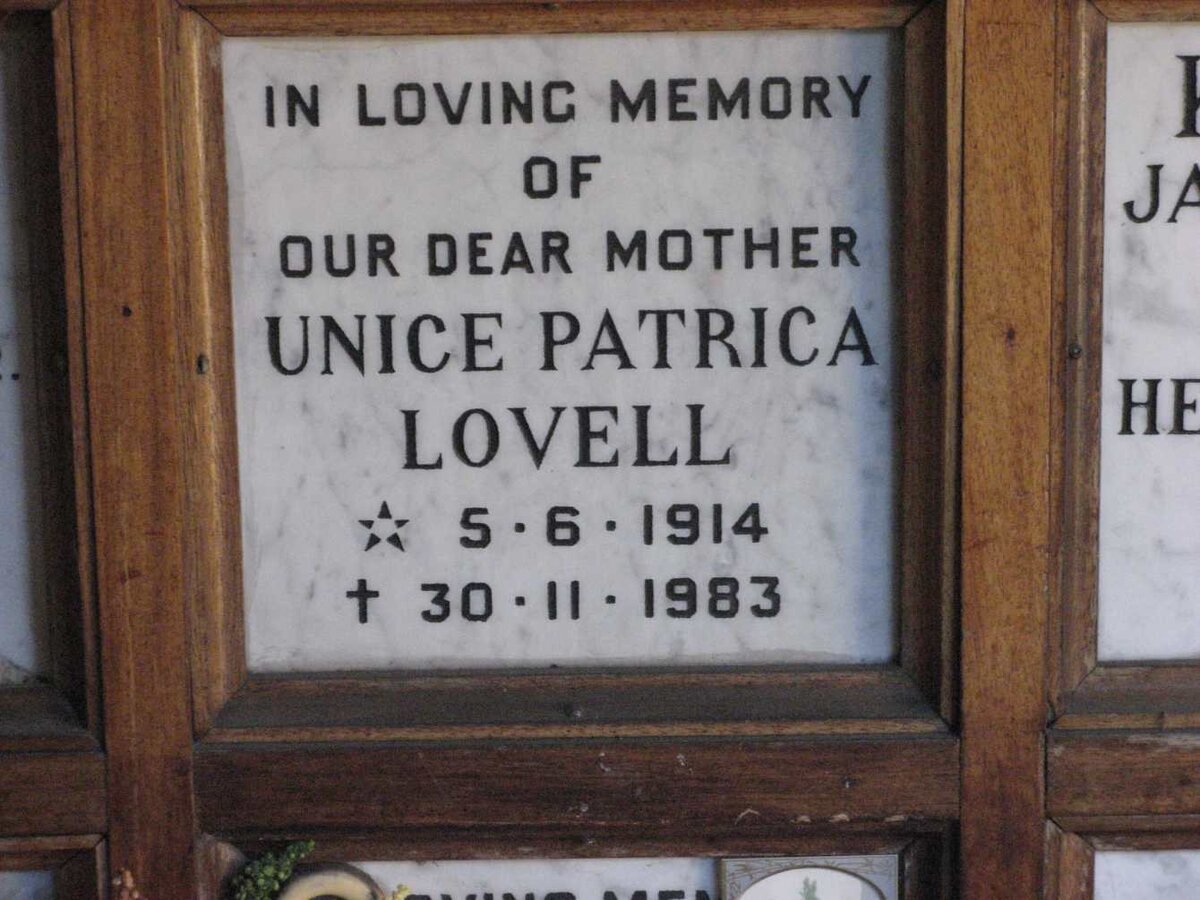 IN LOVING MEMORY
OF
OUR DEAR MOTHER
UNICE PATRICA
LOVELL
☆ 5·6·1914
† 30·11·1983